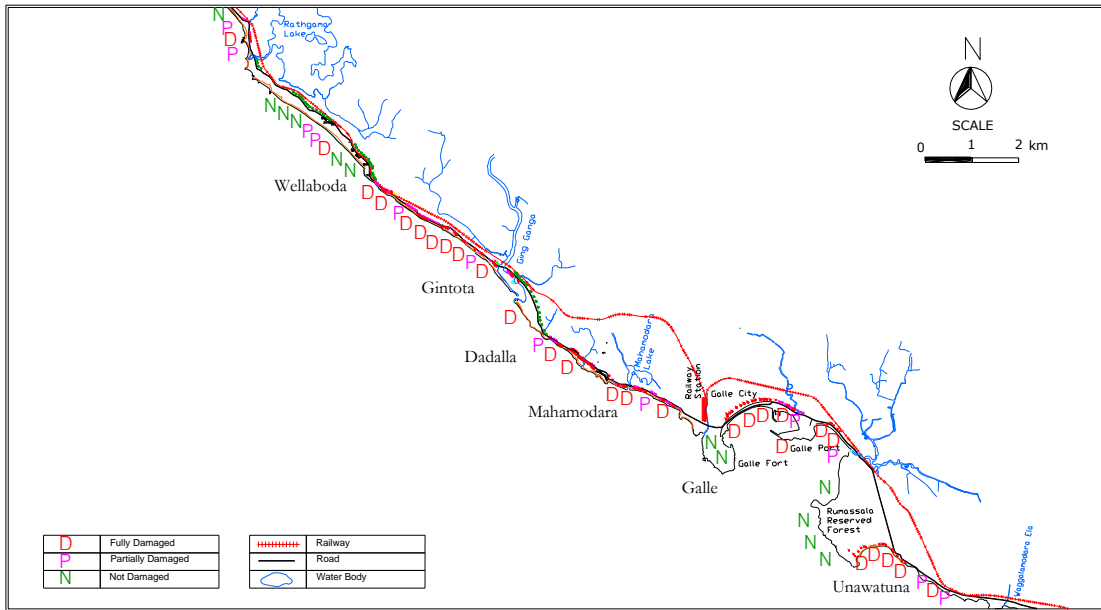 N
P
D
P
Rathgama
Lake
N
SCALE
0 1 2 km
N
N
N
P
P
D
N
N
Wellaboda
D
D
P
D
D
D
D
D
P
D
Ging Ganga
Gintota
D
Dadalla
P
D
D
Mahamodara
Lake
D
D
P
D
Mahamodara
Railway
Station
Galle City
D
D
D
D
D
P
D
D
P
Galle Port
N
N
Galle Fort
Galle
N
N
N
N
Rumassala
Reserved
Forest
D
D
D
D
Unawatuna
P
D
P
Waggalamodara Ela
D Fully Damaged
P Partially Damaged
N Not Damaged
Railway
Road
Water Body